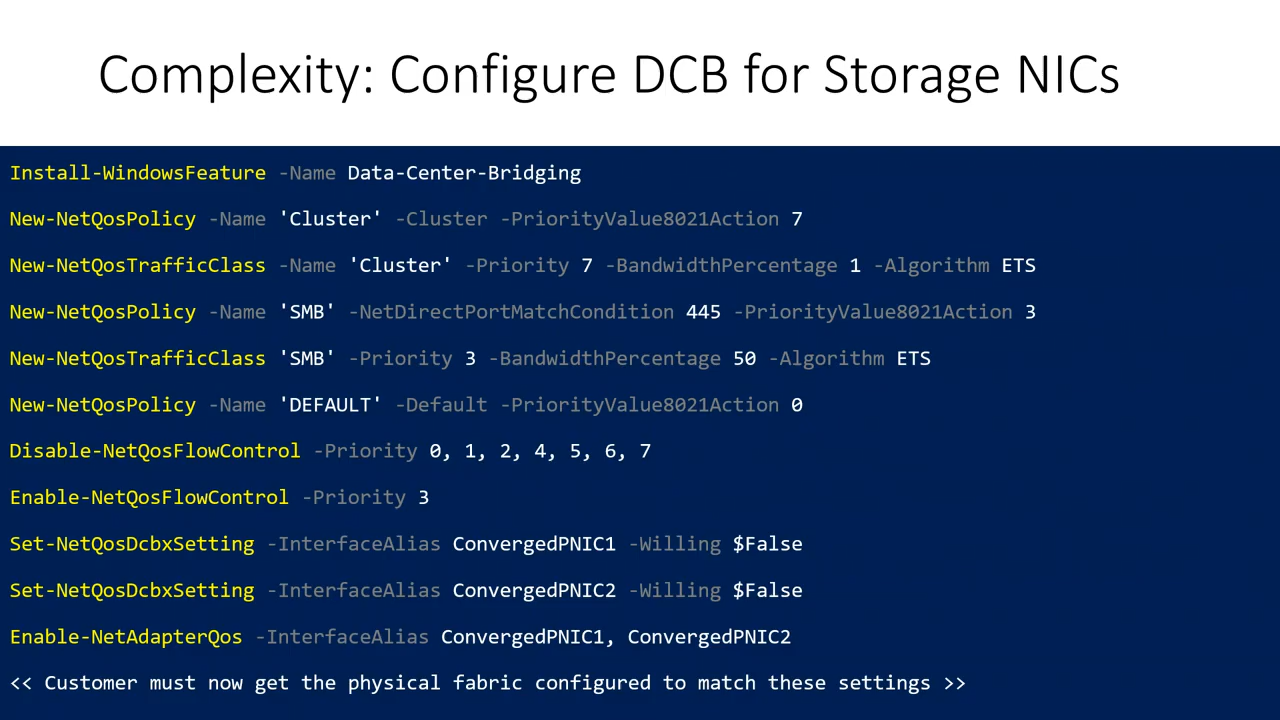 Complexity: Configure DCB for Storage NICs
Install-WindowsFeature -Name Data-Center-Bridging
New-NetQosPolicy -Name 'Cluster' -Cluster -PriorityValue8021Action 7
New-NetQosTrafficClass -Name 'Cluster' -Priority 7 -BandwidthPercentage 1 -Algorithm ETS
New-NetQosPolicy -Name 'SMB' -NetDirectPortMatchCondition 445 -PriorityValue8021Action 3
New-NetQosTrafficClass 'SMB' -Priority 3 -BandwidthPercentage 50 -Algorithm ETS
New-NetQosPolicy -Name 'DEFAULT' -Default -PriorityValue8021Action 0
Disable-NetQosFlowControl -Priority 0, 1, 2, 4, 5, 6, 7
Enable-NetQosFlowControl -Priority 3
Set-NetQosDcbxSetting -InterfaceAlias ConvergedPNIC1 -Willing $False
Set-NetQosDcbxSetting -InterfaceAlias ConvergedPNIC2 -Willing $False
Enable-NetAdapterQos -InterfaceAlias ConvergedPNIC1, ConvergedPNIC2
<< Customer must now get the physical fabric configured to match these settings >>